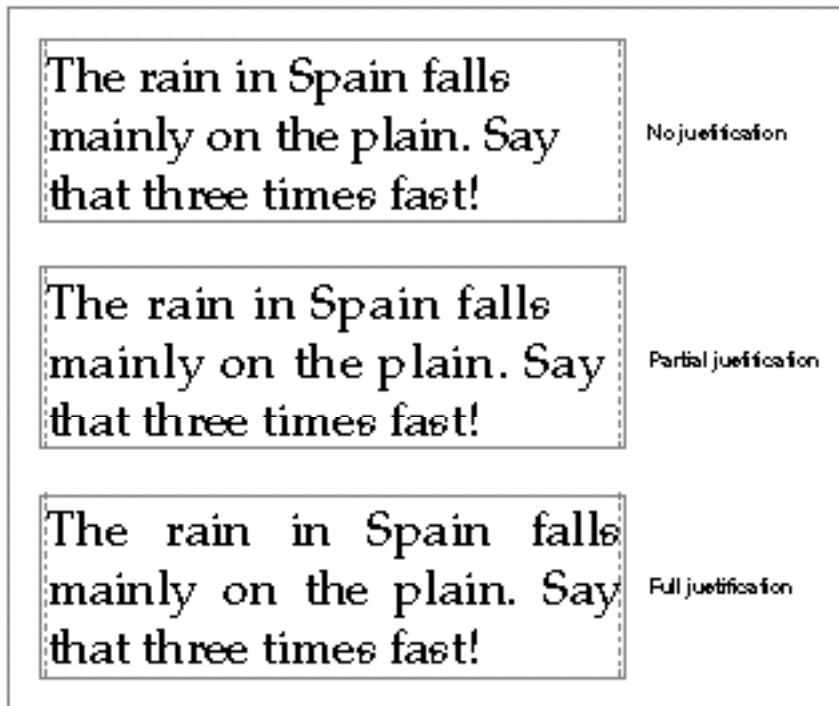 The rain in Spain falls
mainly on the plain. Say
that three times fast!
No justification
The rain in Spain falls
mainly on the plain. Say
that three times fast!
Partial justification
The rain in Spain falls
mainly on the plain. Say
that three times fast!
Full justification